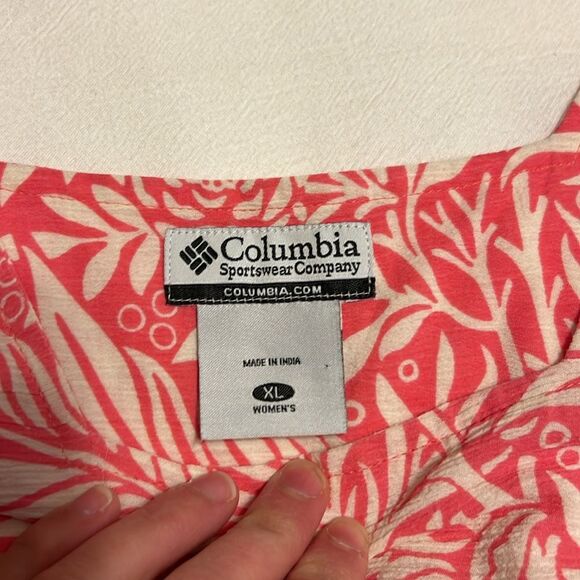 Columbia
Sportswear Company
COLUMBIA.COM
MADE IN INDIA
XL
WOMEN'S